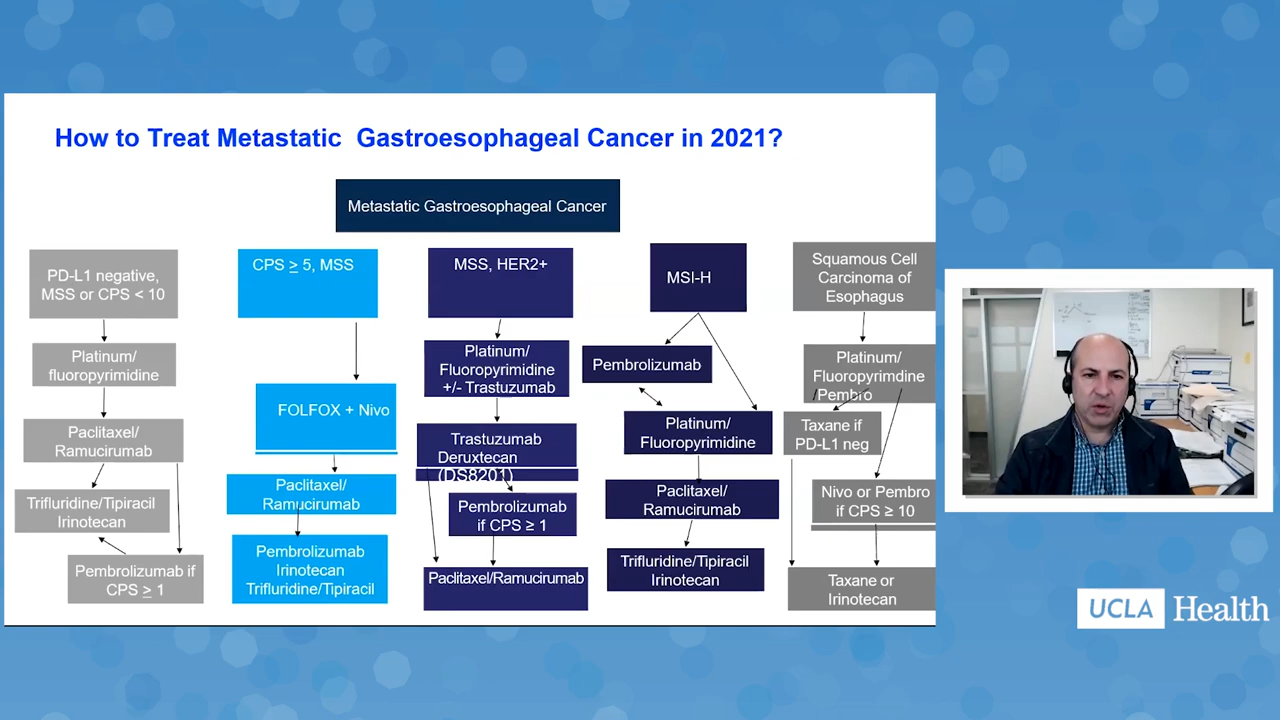 How to Treat Metastatic  Gastroesophageal Cancer in 2021?
Metastatic Gastroesophageal Cancer
PD-L1 negative,
MSS or CPS < 10
Platinum/
fluoropyrimidine
Paclitaxel/
Ramucirumab
Trifluridine/Tipiracil
Irinotecan
Pembrolizumab if
CPS ≥ 1
CPS ≥ 5, MSS
FOLFOX + Nivo
Paclitaxel/
Ramucirumab
Pembrolizumab
Irinotecan
Trifluridine/Tipiracil
MSS, HER2+
Platinum/
Fluoropyrimidine
+/- Trastuzumab
Trastuzumab
Deruxtecan
(DS8201)
Pembrolizumab
if CPS ≥ 1
Paclitaxel/Ramucirumab
MSI-H
Pembrolizumab
Platinum/
Fluoropyrimidine
Paclitaxel/
Ramucirumab
Trifluridine/Tipiracil
Irinotecan
Squamous Cell
Carcinoma of
Esophagus
Platinum/
Fluoropyrimdine
/Pembro
Taxane if
PD-L1 neg
Nivo or Pembro
if CPS ≥ 10
Taxane or
Irinotecan
UCLA Health